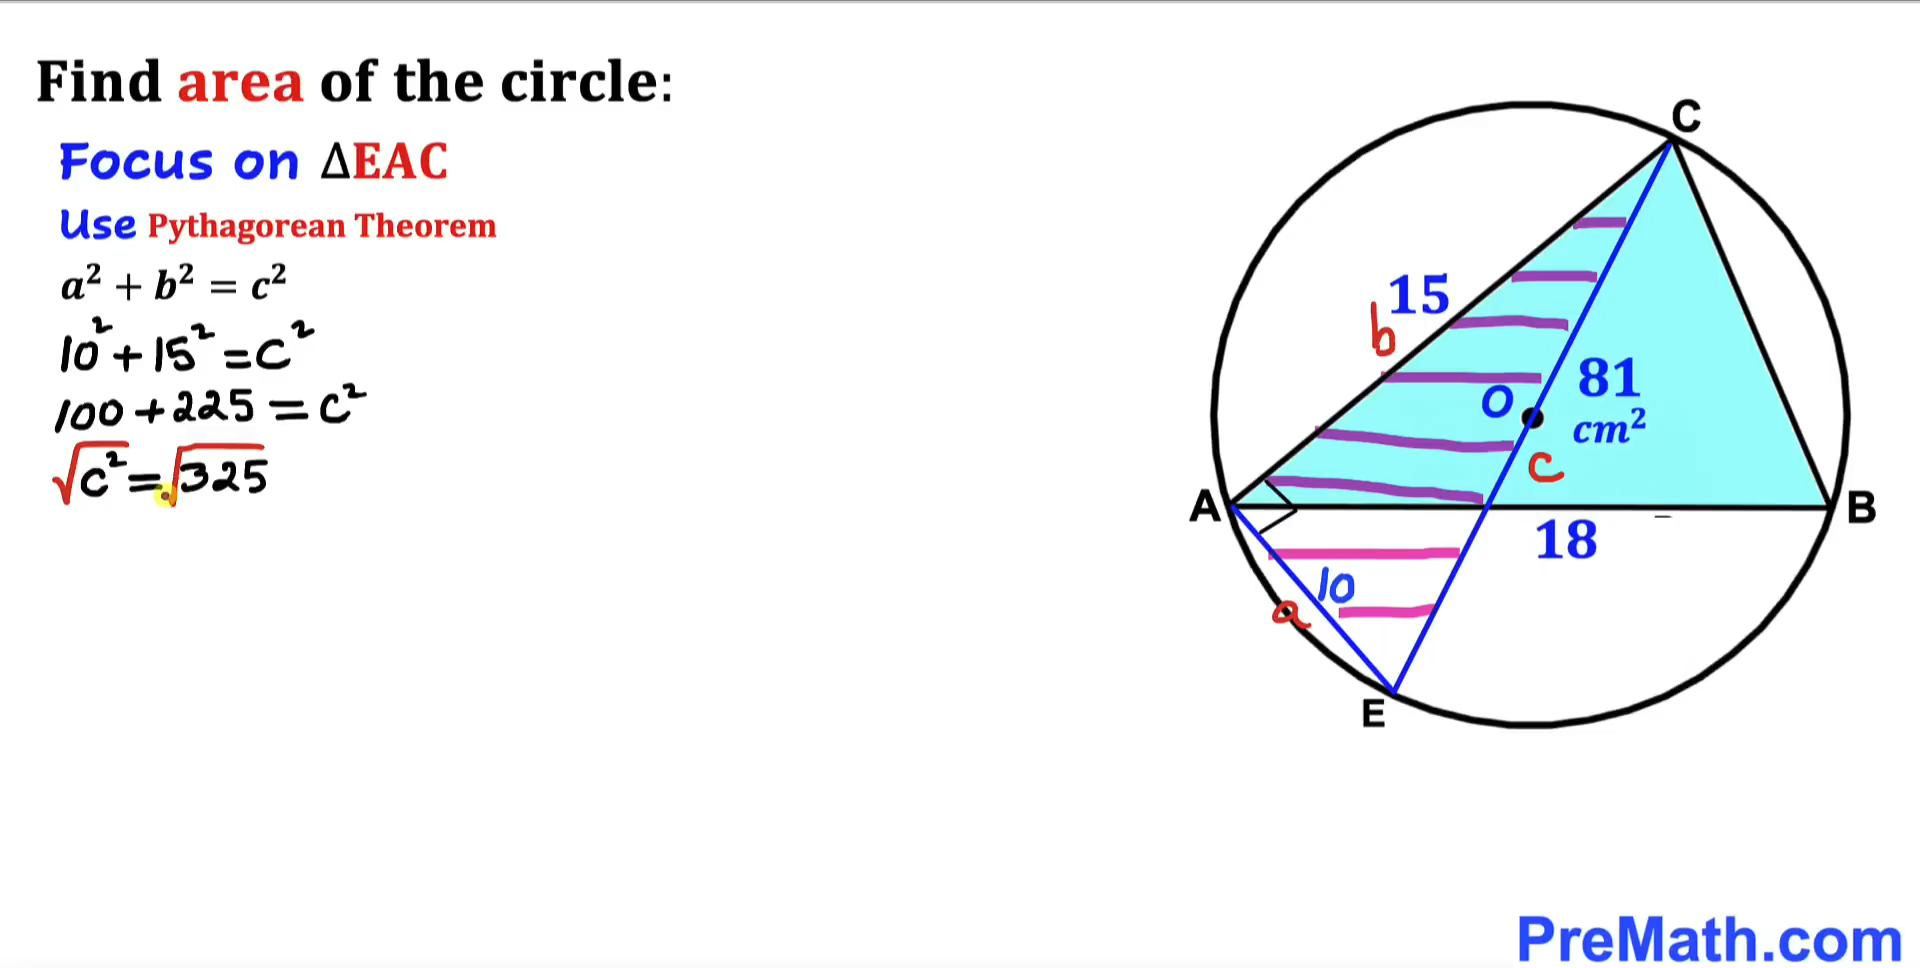 Find area of the circle:
Focus on ΔEAC
Use Pythagorean Theorem
a² + b² = c²
10² + 15² = c²
100 + 225 = c²
√c² = √325
C
15
b
81
O
cm²
c
A
B
18
10
a
E
PreMath.com